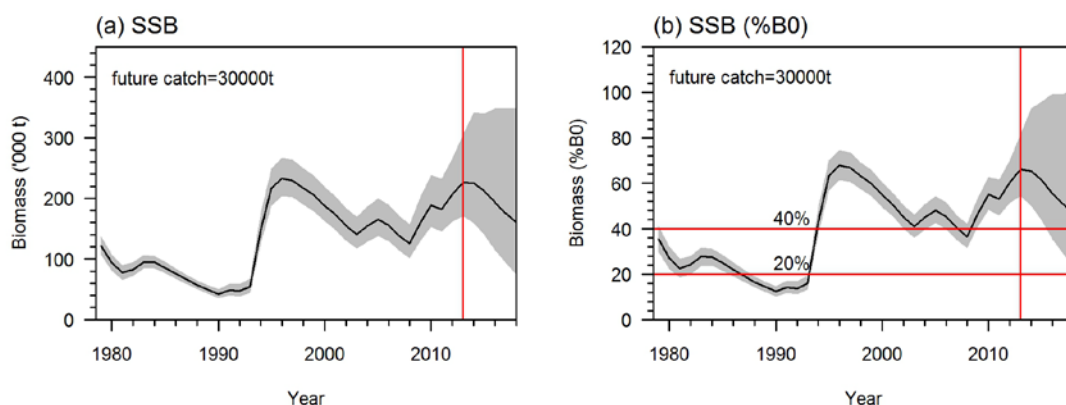 (a) SSB
future catch=30000t
Biomass ('000 t)
400
300
200
100
0
1980
1990
2000
2010
Year
(b) SSB (%B0)
future catch=30000t
Biomass (%B0)
120
100
80
60
40
20
0
40%
20%
1980
1990
2000
2010
Year